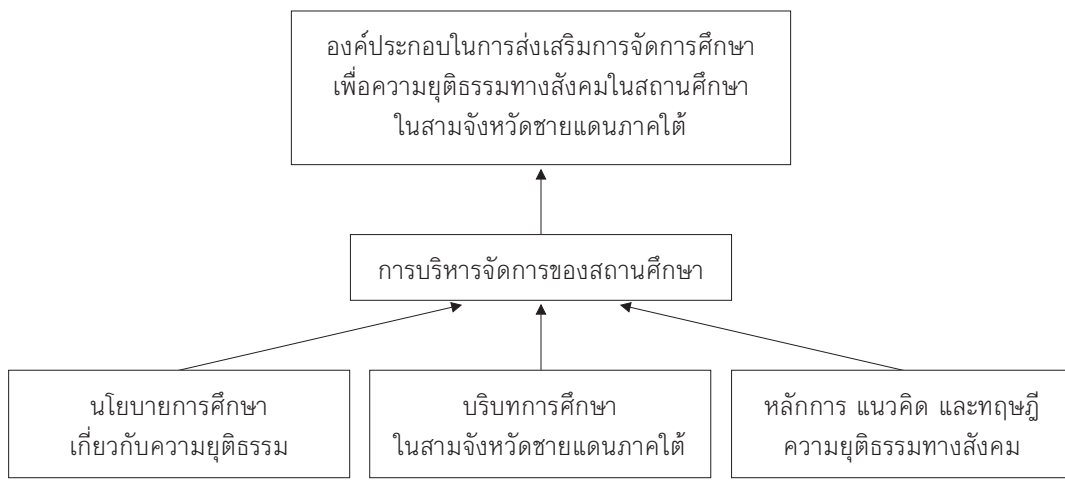 องค์ประกอบในการส่งเสริมการจัดการศึกษา
เพื่อความยุติธรรมทางสังคมในสถานศึกษา
ในสามจังหวัดชายแดนภาคใต้
การบริหารจัดการของสถานศึกษา
นโยบายการศึกษา
เกี่ยวกับความยุติธรรม
บริบทการศึกษา
ในสามจังหวัดชายแดนภาคใต้
หลักการ แนวคิด และทฤษฎี
ความยุติธรรมทางสังคม